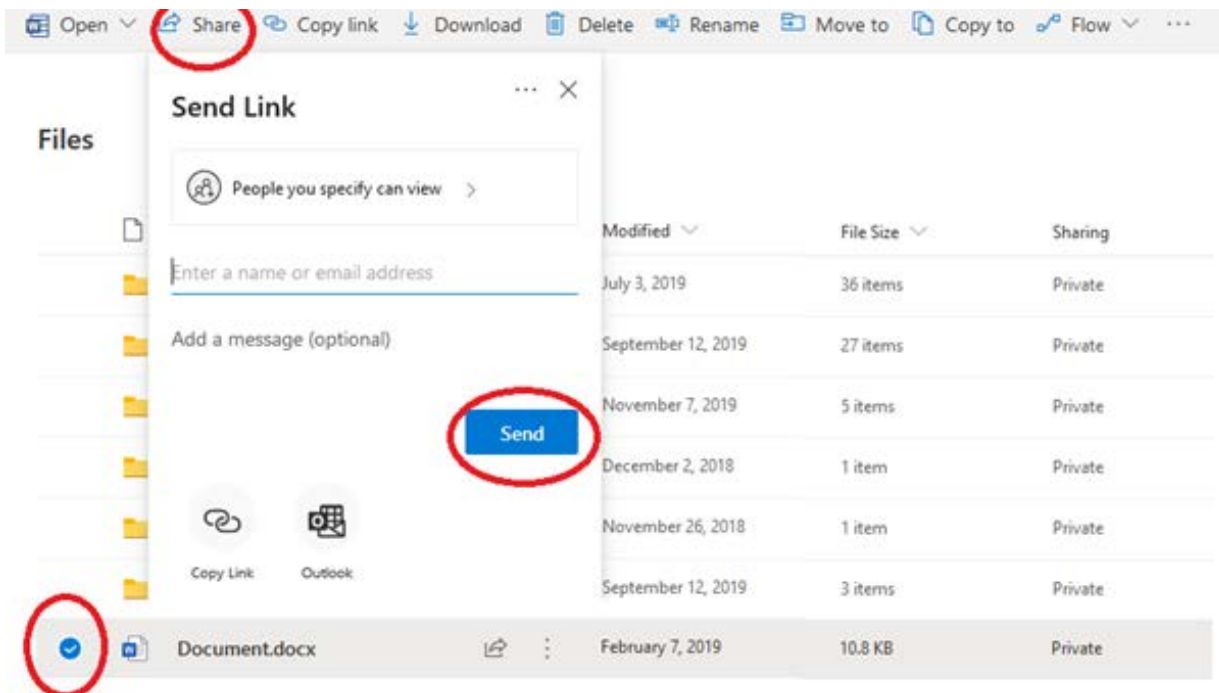 Open Share Copy link Download Delete Rename Move to Copy to Flow ...
Send Link ... ×
Files
People you specify can view >
Modified File Size Sharing
Enter a name or email address
July 3, 2019 36 items Private
Add a message (optional)
September 12, 2019 27 items Private
November 7, 2019 5 items Private
Send
December 2, 2018 1 item Private
November 26, 2018 1 item Private
Copy Link Outlook
September 12, 2019 3 items Private
Document.docx February 7, 2019 10.8 KB Private